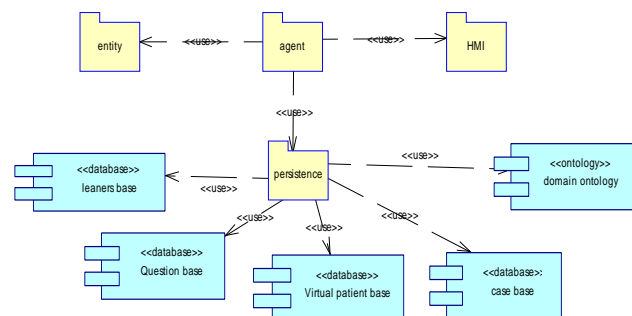 entity
<<use>>
agent
<<use>>
HMI
<<use>>
persistence
<<use>>
<<ontology>>
domain ontology
<<database>>
leaners base
<<use>>
<<use>>
<<use>>
<<use>>
<<database>>
Question base
<<database>>
Virtual patient base
<<database>:
case base